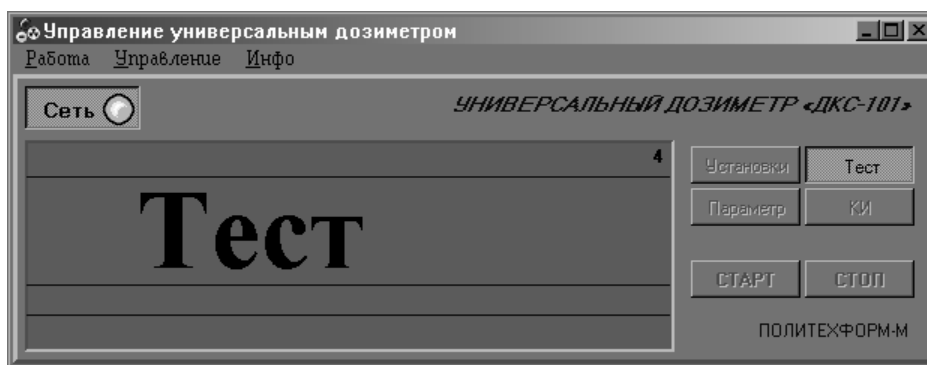 Управление универсальным дозиметром
Работа Управление Инфо
Сеть УНИВЕРСАЛЬНЫЙ ДОЗИМЕТР «ДКС-101»
4
Установки Тест
Тест
Параметр КИ
СТАРТ СТОП
ПОЛИТЕХФОРМ-М